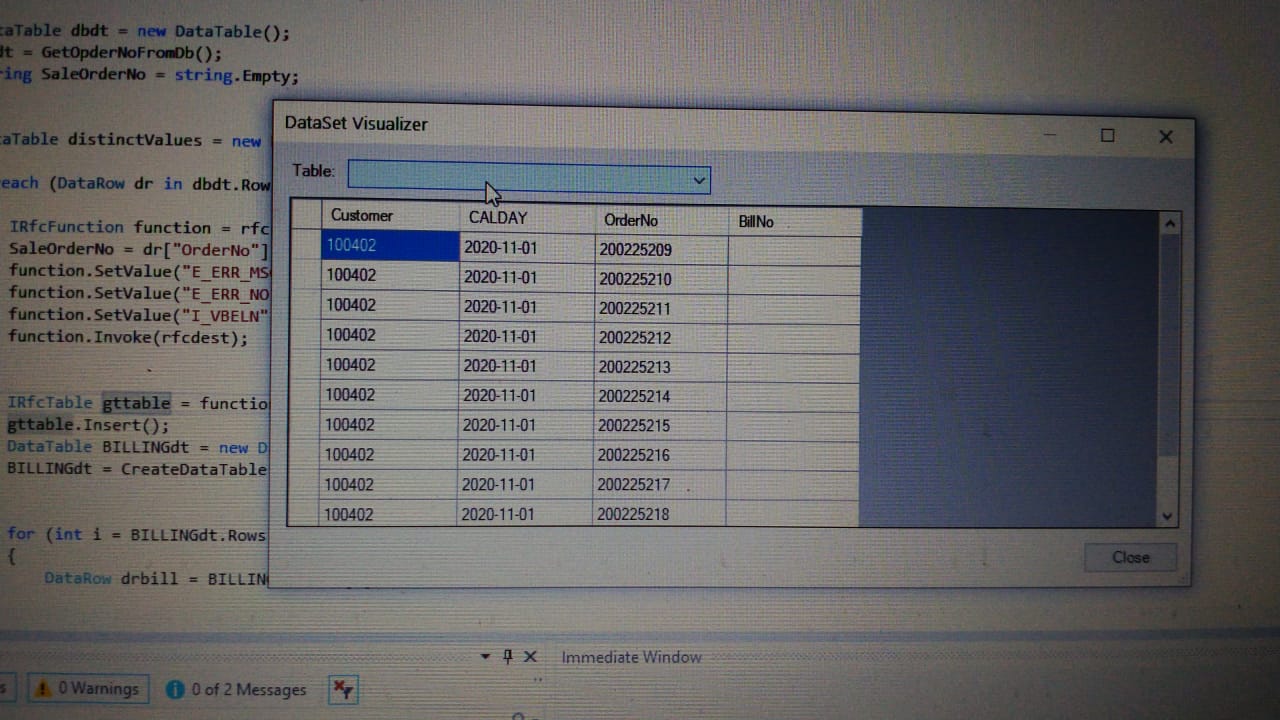 taTable dbdt = new DataTable();
dt = GetOpderNoFromDb();
ring SaleOrderNo = string.Empty;
taTable distinctValues = new
reach (DataRow dr in dbdt.Row
IRfcFunction function = rfc
SaleOrderNo = dr["OrderNo"]
function.SetValue("E_ERR_MS
function.SetValue("E_ERR_NO
function.SetValue("I_VBELN"
function.Invoke(rfcdest);
IRfcTable gttable = functio
gttable.Insert();
DataTable BILLINGdt = new D
BILLINGdt = CreateDataTable
for (int i = BILLINGdt.Rows
{
DataRow drbill = BILLIN
DataSet Visualizer
Table:
Customer CALDAY OrderNo BillNo
100402 2020-11-01 200225209
100402 2020-11-01 200225210
100402 2020-11-01 200225211
100402 2020-11-01 200225212
100402 2020-11-01 200225213
100402 2020-11-01 200225214
100402 2020-11-01 200225215
100402 2020-11-01 200225216
100402 2020-11-01 200225217
100402 2020-11-01 200225218
Close
Immediate Window
s 0 Warnings 0 of 2 Messages